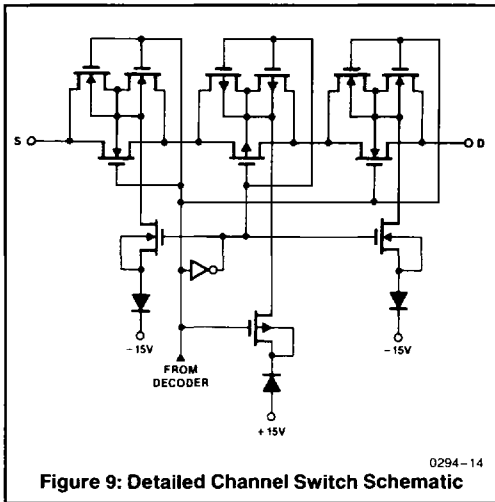 S
D
-15V
FROM
DECODER
-15V
+15V
0294-14
Figure 9: Detailed Channel Switch Schematic